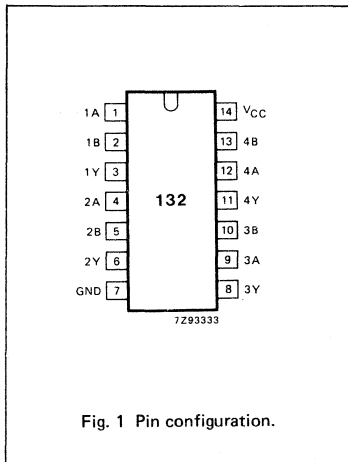 1A 1 14 VCC
1B 2 13 4B
1Y 3 12 4A
2A 4 132 11 4Y
2B 5 10 3B
2Y 6 9 3A
GND 7 8 3Y
7Z93333
Fig. 1 Pin configuration.